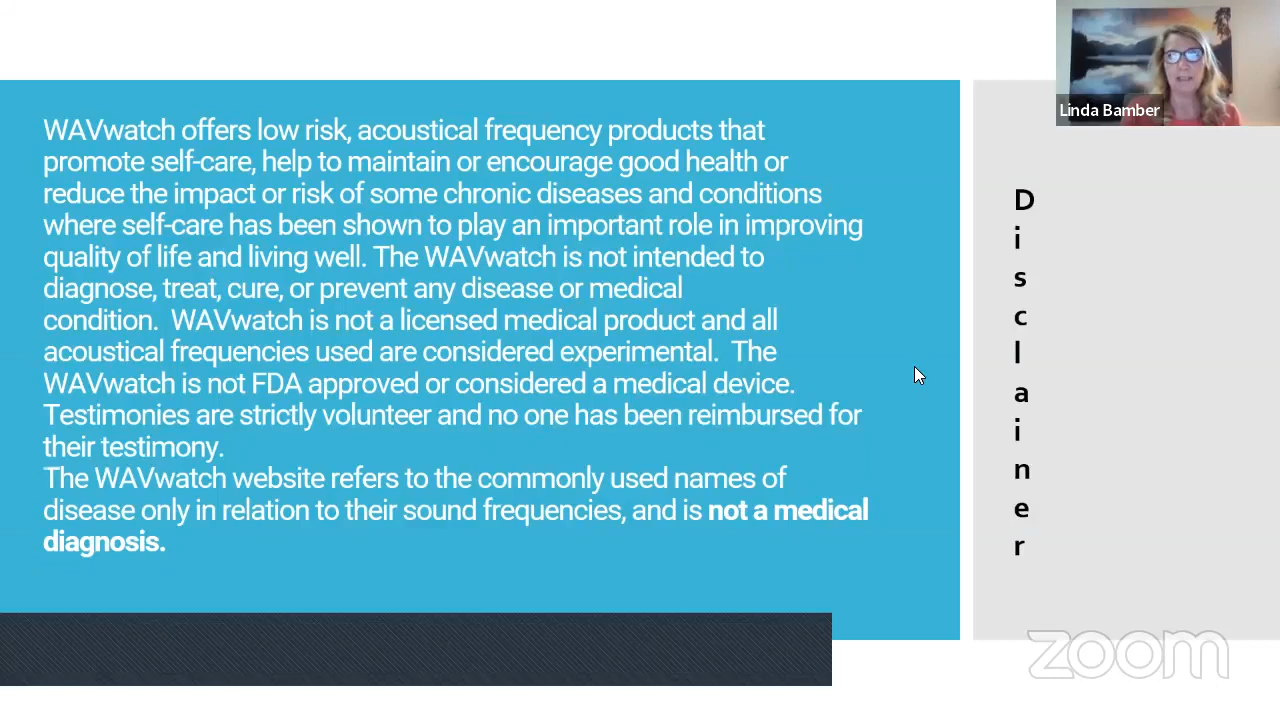 Linda Bamber
WAVwatch offers low risk, acoustical frequency products that
promote self-care, help to maintain or encourage good health or
reduce the impact or risk of some chronic diseases and conditions
where self-care has been shown to play an important role in improving
quality of life and living well. The WAVwatch is not intended to
diagnose, treat, cure, or prevent any disease or medical
condition.  WAVwatch is not a licensed medical product and all
acoustical frequencies used are considered experimental.  The
WAVwatch is not FDA approved or considered a medical device.
Testimonies are strictly volunteer and no one has been reimbursed for
their testimony.
The WAVwatch website refers to the commonly used names of
disease only in relation to their sound frequencies, and is not a medical
diagnosis.
D
i
s
c
l
a
i
n
e
r
zoom